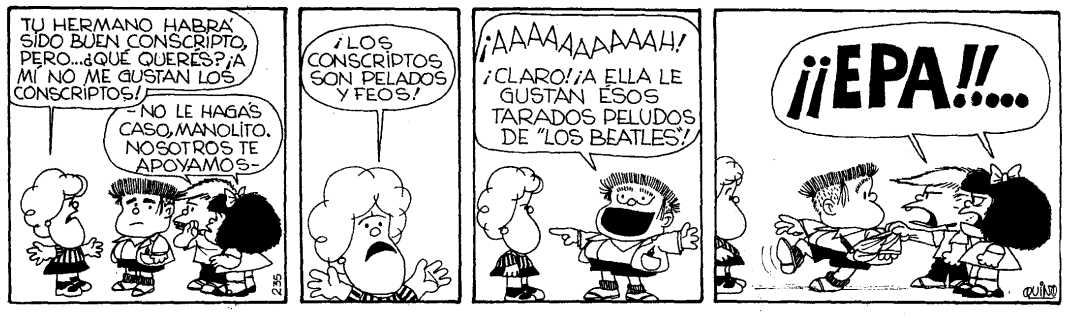 TU HERMANO HABRÁ
SIDO BUEN CONSCRIPTO,
PERO...¿QUÉ QUERÉS?¡A
MÍ NO ME GUSTAN LOS
CONSCRIPTOS!
-NO LE HAGÁS
CASO, MANOLITO.
NOSOTROS TE
APOYAMOS-
235
¡LOS
CONSCRIPTOS
SON PELADOS
Y FEOS!
¡AAAAAAAAAAH!
¡CLARO!¡A ELLA LE
GUSTAN ÉSOS
TARADOS PELUDOS
DE "LOS BEATLES"!
¡¡EPA!!...
QUINO